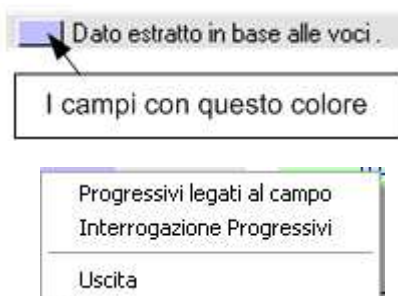 Dato estratto in base alle voci .
I campi con questo colore
Progressivi legati al campo
Interrogazione Progressivi
Uscita